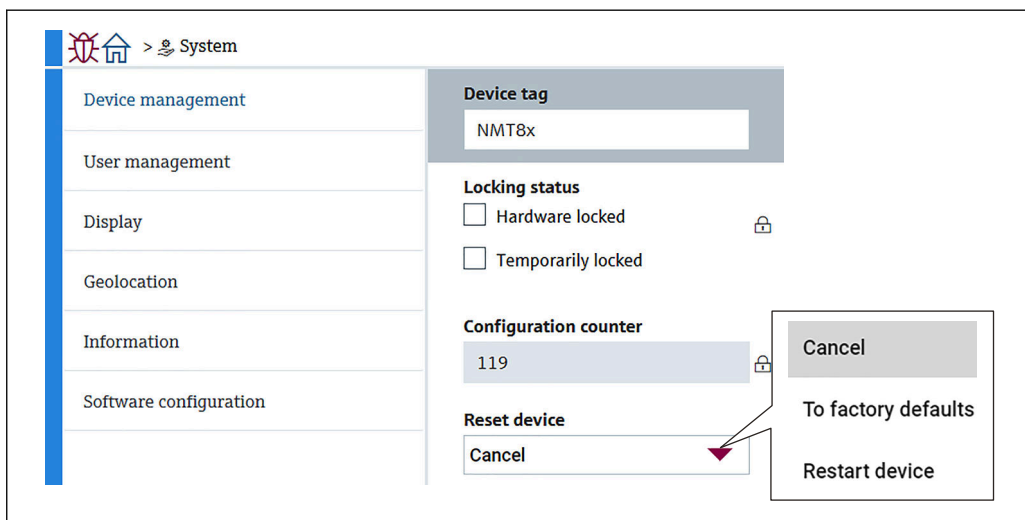 > System
Device management
User management
Display
Geolocation
Information
Software configuration
Device tag
NMT8x
Locking status
Hardware locked
Temporarily locked
Configuration counter
119
Reset device
Cancel
Cancel
To factory defaults
Restart device